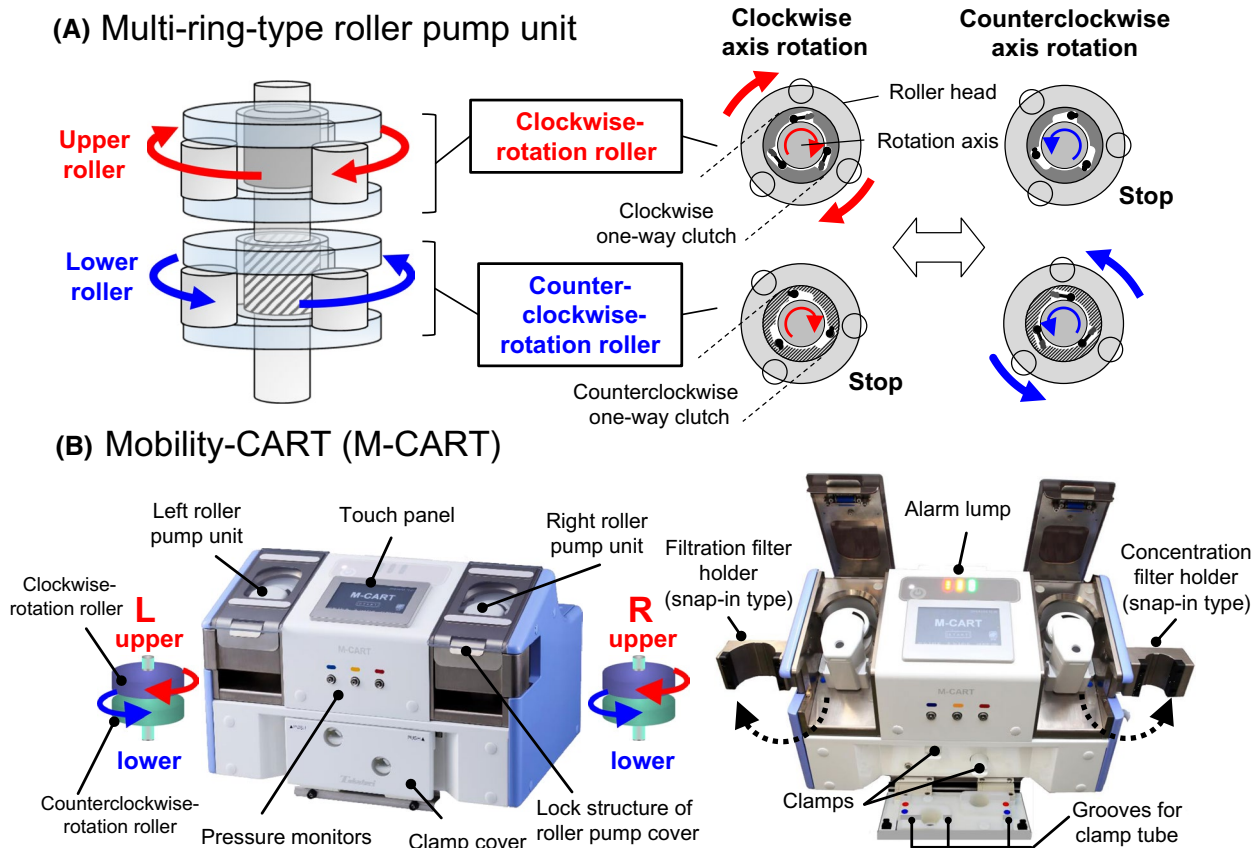 (A) Multi-ring-type roller pump unit
Clockwise
axis rotation
Counterclockwise
axis rotation
Upper
roller
Clockwise-
rotation roller
Roller head
Rotation axis
Stop
Clockwise
one-way clutch
Lower
roller
Counter-
clockwise-
rotation roller
Stop
Counterclockwise
one-way clutch
(B) Mobility-CART (M-CART)
Left roller
pump unit
Touch panel
Right roller
pump unit
Alarm lump
Filtration filter
holder
(snap-in type)
Concentration
filter holder
(snap-in type)
Clockwise-
rotation roller
L
upper
lower
M-CART
M-CART
R
upper
lower
M-CART
M-CART
Counterclockwise-
rotation roller
Pressure monitors
Clamp cover
Lock structure of
roller pump cover
Clamps
Grooves for
clamp tube